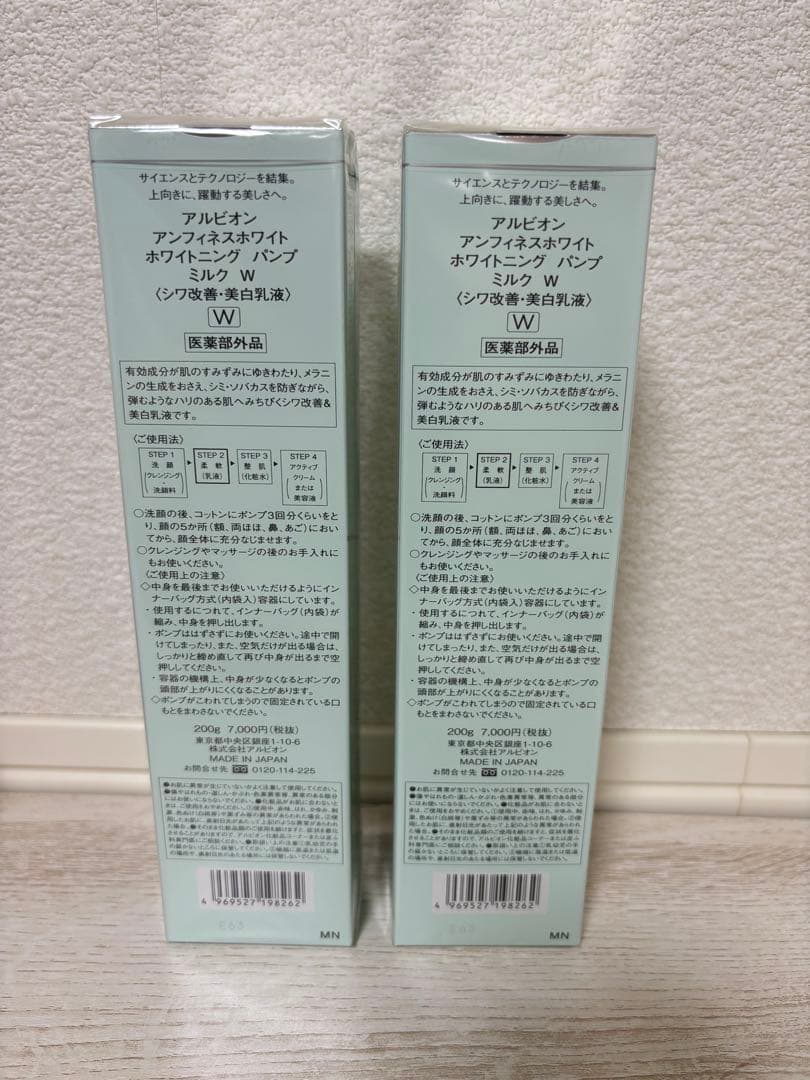 サイエンスとテクノロジーを結集。
上向きに、躍動する美しさへ。
アルビオン
アンフィネスホワイト
ホワイトニング パンプ
ミルク W
〈シワ改善・美白乳液〉
W
医薬部外品
有効成分が肌のすみずみにゆきわたり、メラニ
ンの生成をおさえ、シミ・ソバカスを防ぎながら、
弾むようなハリのある肌へみちびくシワ改善&
美白乳液です。
〈ご使用法〉
STEP 1
洗顔
(クレンジング・洗顔料)
STEP 2
柔軟
(乳液)
STEP 3
整肌
(化粧水)
STEP 4
アクティブ
クリーム
または
美容液
○洗顔の後、コットンにポンプ3回分くらいをと
り、顔の5か所(額、両ほほ、鼻、あご)において
から、顔全体に充分なじませます。
○クレンジングやマッサージの後のお手入れに
もお使いください。
〈ご使用上の注意〉
◇中身を最後までお使いいただけるようにイン
ナーバッグ方式(内袋入)容器にしています。
・使用するにつれて、インナーバッグ(内袋)が
縮み、中身を押し出します。
・ポンプははずさずにお使いください。途中で開
けてしまったり、また、空気だけが出る場合は、
しっかりと締め直して再び中身が出るまで空
押ししてください。
・容器の機構上、中身が少なくなるとポンプの
頭部が上がりにくくなることがあります。
◇ポンプがこわれてしまうので固定されている口
もとをまわさないでください。
200g 7,000円(税抜)
東京都中央区銀座1-10-6
株式会社アルビオン
MADE IN JAPAN
お問合せ先 0120-114-225
4 969527 198262
MN
サイエンスとテクノロジーを結集。
上向きに、躍動する美しさへ。
アルビオン
アンフィネスホワイト
ホワイトニング パンプ
ミルク W
〈シワ改善・美白乳液〉
W
医薬部外品
有効成分が肌のすみずみにゆきわたり、メラニ
ンの生成をおさえ、シミ・ソバカスを防ぎながら、
弾むようなハリのある肌へみちびくシワ改善&
美白乳液です。
〈ご使用法〉
STEP 1
洗顔
(クレンジング・洗顔料)
STEP 2
柔軟
(乳液)
STEP 3
整肌
(化粧水)
STEP 4
アクティブ
クリーム
または
美容液
○洗顔の後、コットンにポンプ3回分くらいをと
り、顔の5か所(額、両ほほ、鼻、あご)において
から、顔全体に充分なじませます。
○クレンジングやマッサージの後のお手入れに
もお使いください。
〈ご使用上の注意〉
◇中身を最後までお使いいただけるようにイン
ナーバッグ方式(内袋入)容器にしています。
・使用するにつれて、インナーバッグ(内袋)が
縮み、中身を押し出します。
・ポンプははずさずにお使いください。途中で開
けてしまったり、また、空気だけが出る場合は、
しっかりと締め直して再び中身が出るまで空
押ししてください。
・容器の機構上、中身が少なくなるとポンプの
頭部が上がりにくくなることがあります。
◇ポンプがこわれてしまうので固定されている口
もとをまわさないでください。
200g 7,000円(税抜)
東京都中央区銀座1-10-6
株式会社アルビオン
MADE IN JAPAN
お問合せ先 0120-114-225
4 969527 198262
MN